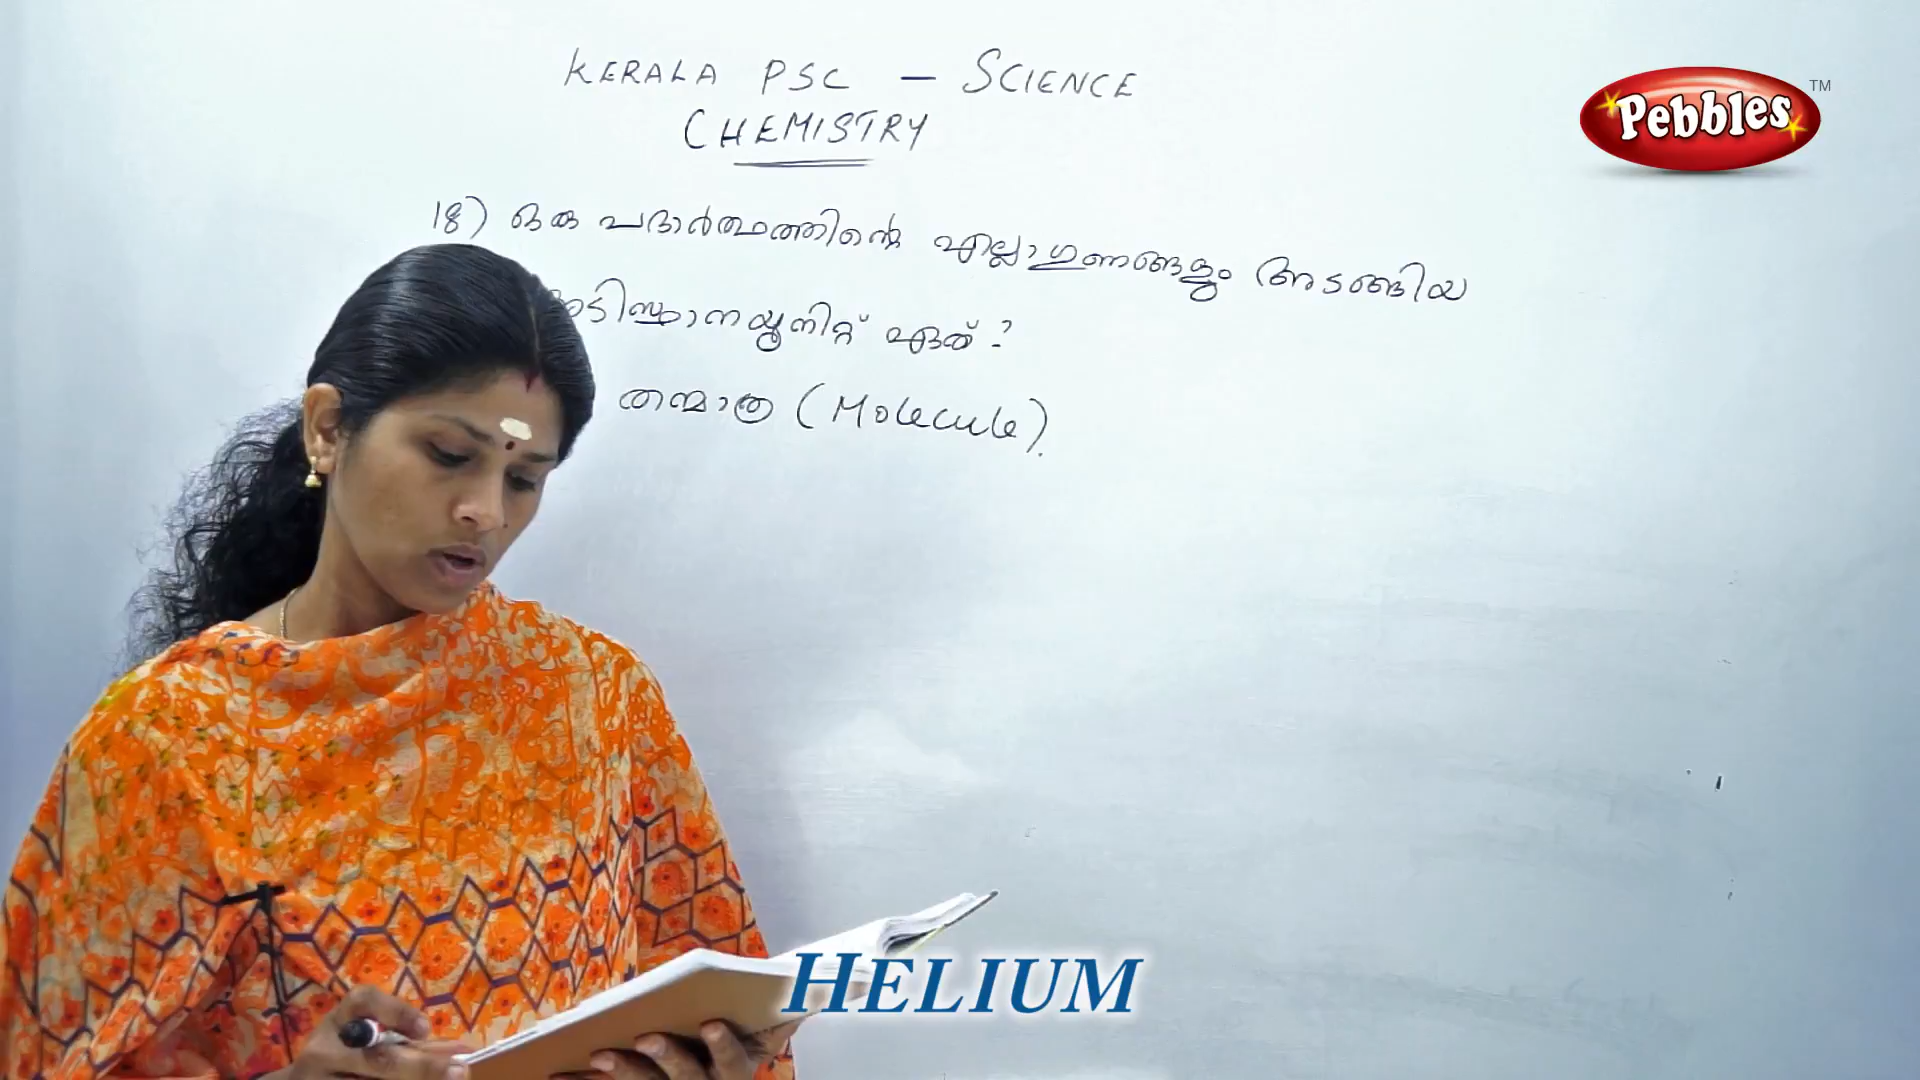 KERALA PSC – SCIENCE
CHEMISTRY
Pebbles TM
18) ഒരു പദാർത്ഥത്തിന്റെ എല്ലാഗുണങ്ങളും അടങ്ങിയ
അടിസ്ഥാനയൂനിറ്റ് ഏത് ?
തന്മാത്ര (Molecule).
HELIUM